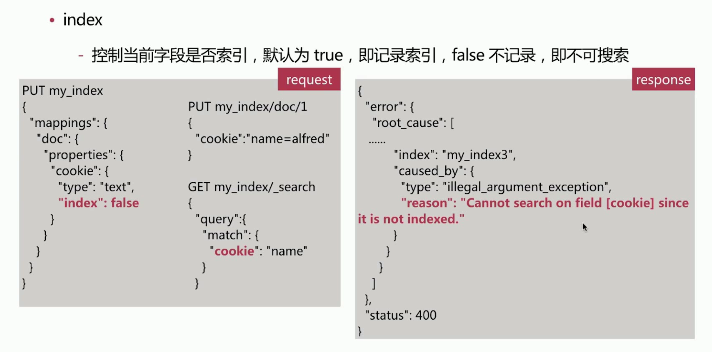 • index
- 控制当前字段是否索引，默认为 true，即记录索引，false 不记录，即不可搜索
request
PUT my_index
{
"mappings": {
"doc": {
"properties": {
"cookie": {
"type": "text",
"index": false
}
}
}
}
}
PUT my_index/doc/1
{
"cookie":"name=alfred"
}
GET my_index/_search
{
"query":{
"match": {
"cookie": "name"
}
}
response
{
"error": {
"root_cause": [
......
"index": "my_index3",
"caused_by": {
"type": "illegal_argument_exception",
"reason": "Cannot search on field [cookie] since
it is not indexed."
}
}
}
]
},
"status": 400
}